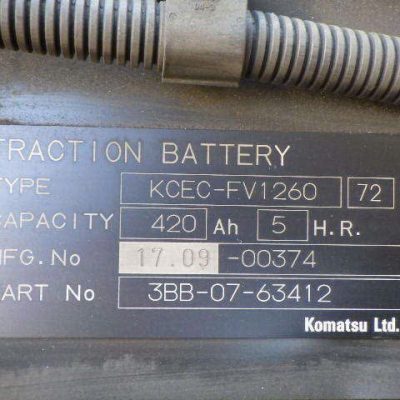 TRACTION BATTERY
TYPE KCEC-FV1260 72
CAPACITY 420 Ah 5 H.R.
MFG.No 17.09 -00374
PART No 3BB-07-63412
Komatsu Ltd.